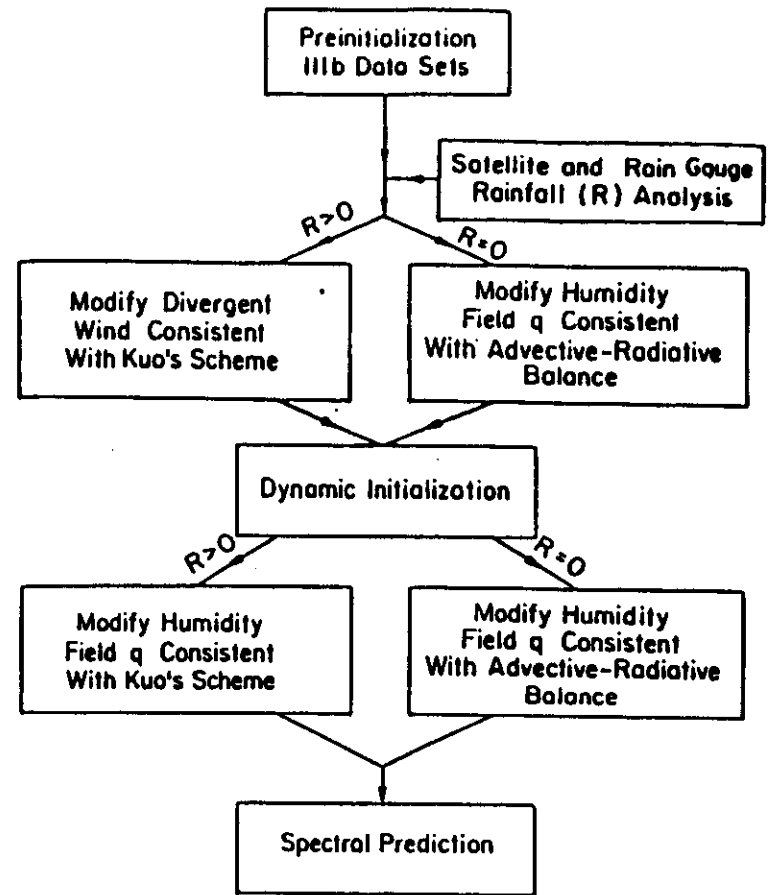 Preinitialization
IIIb Data Sets
Satellite and Rain Gauge
Rainfall (R) Analysis
R>0
R=0
Modify Divergent
Wind Consistent
With Kuo's Scheme
Modify Humidity
Field q Consistent
With Advective-Radiative
Balance
Dynamic Initialization
R>0
R=0
Modify Humidity
Field q Consistent
With Kuo's Scheme
Modify Humidity
Field q Consistent
With Advective-Radiative
Balance
Spectral Prediction